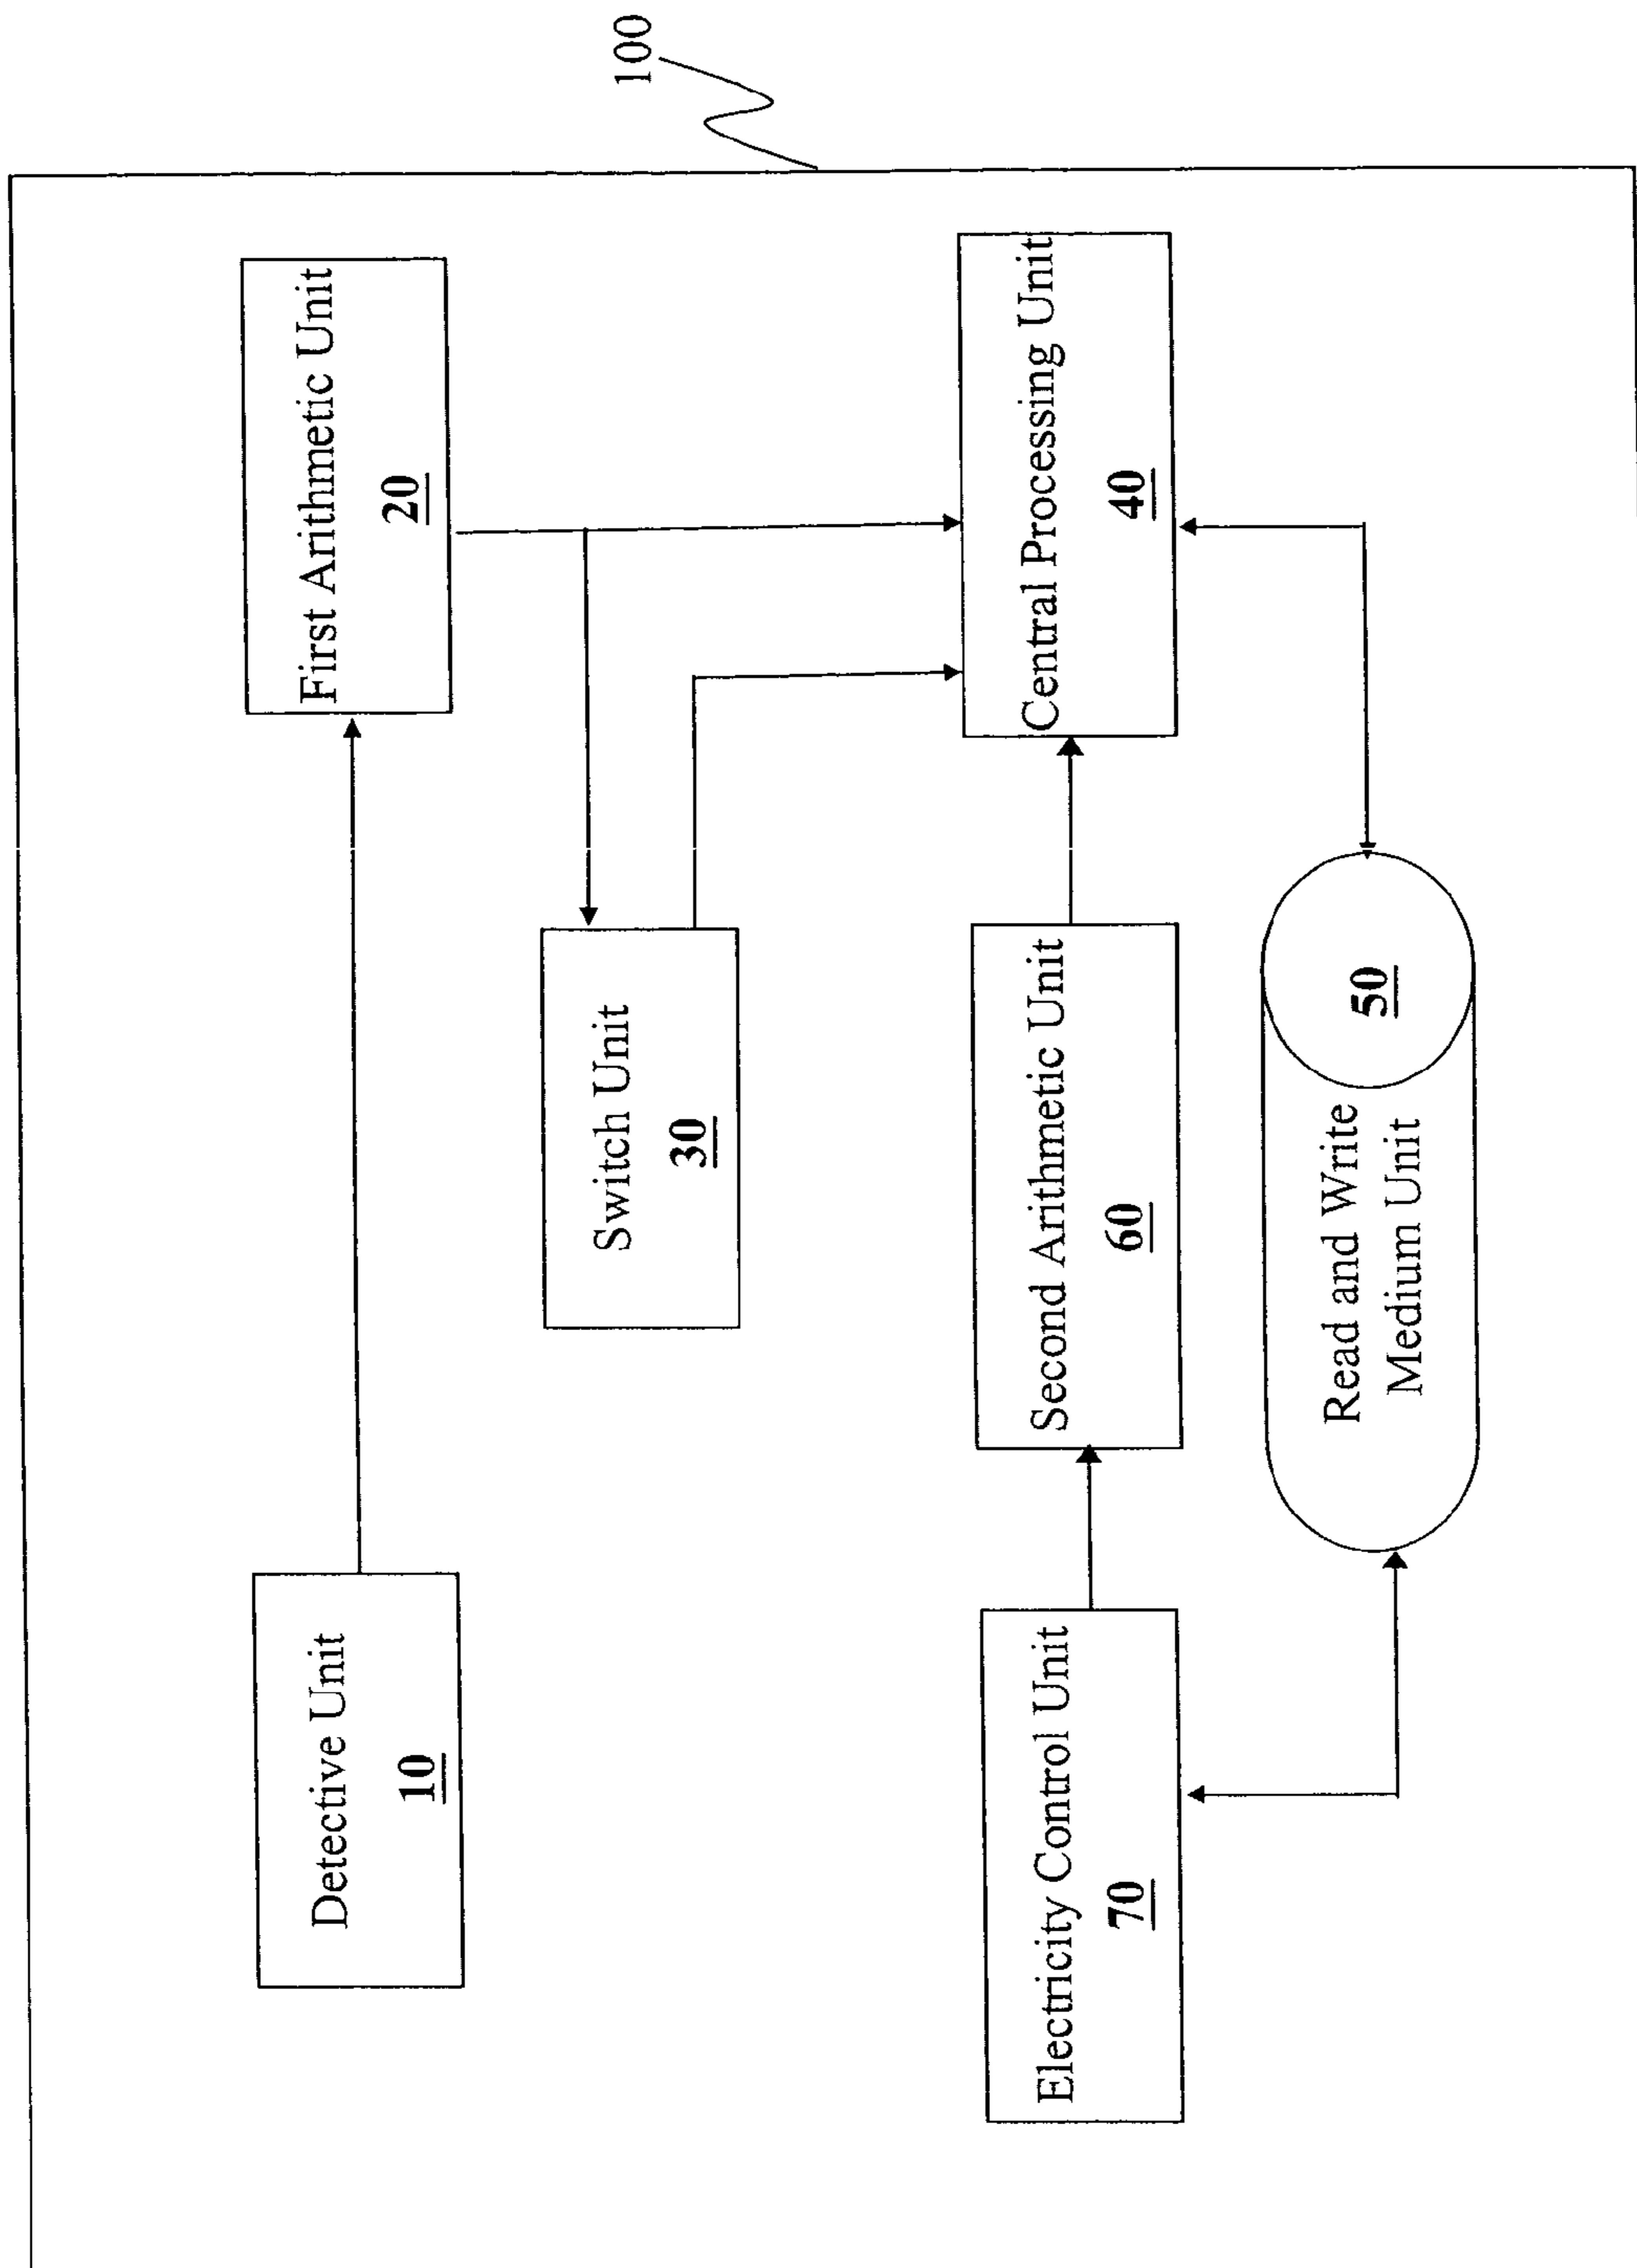 100
Detective Unit
10
First Arithmetic Unit
20
Switch Unit
30
Electricity Control Unit
70
Second Arithmetic Unit
60
Central Processing Unit
40
Read and Write
Medium Unit
50